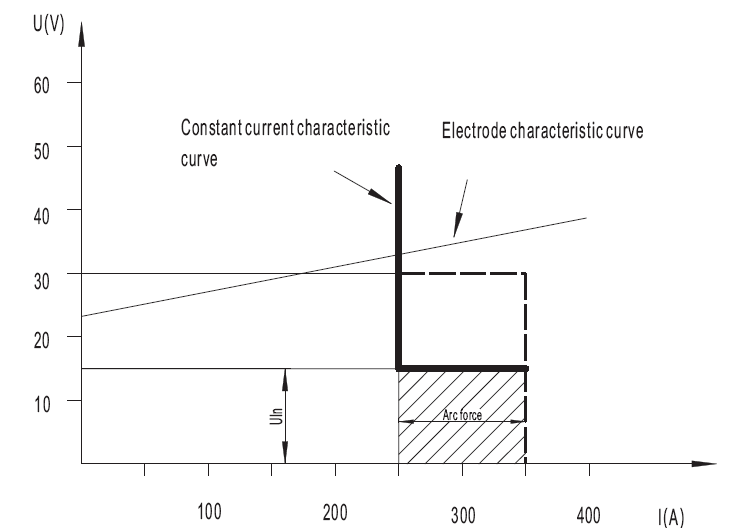 U(V)
60
50
40
30
20
10
Constant current characteristic
curve
Electrode characteristic curve
UIn
Arc force
100
200
300
400
I(A)